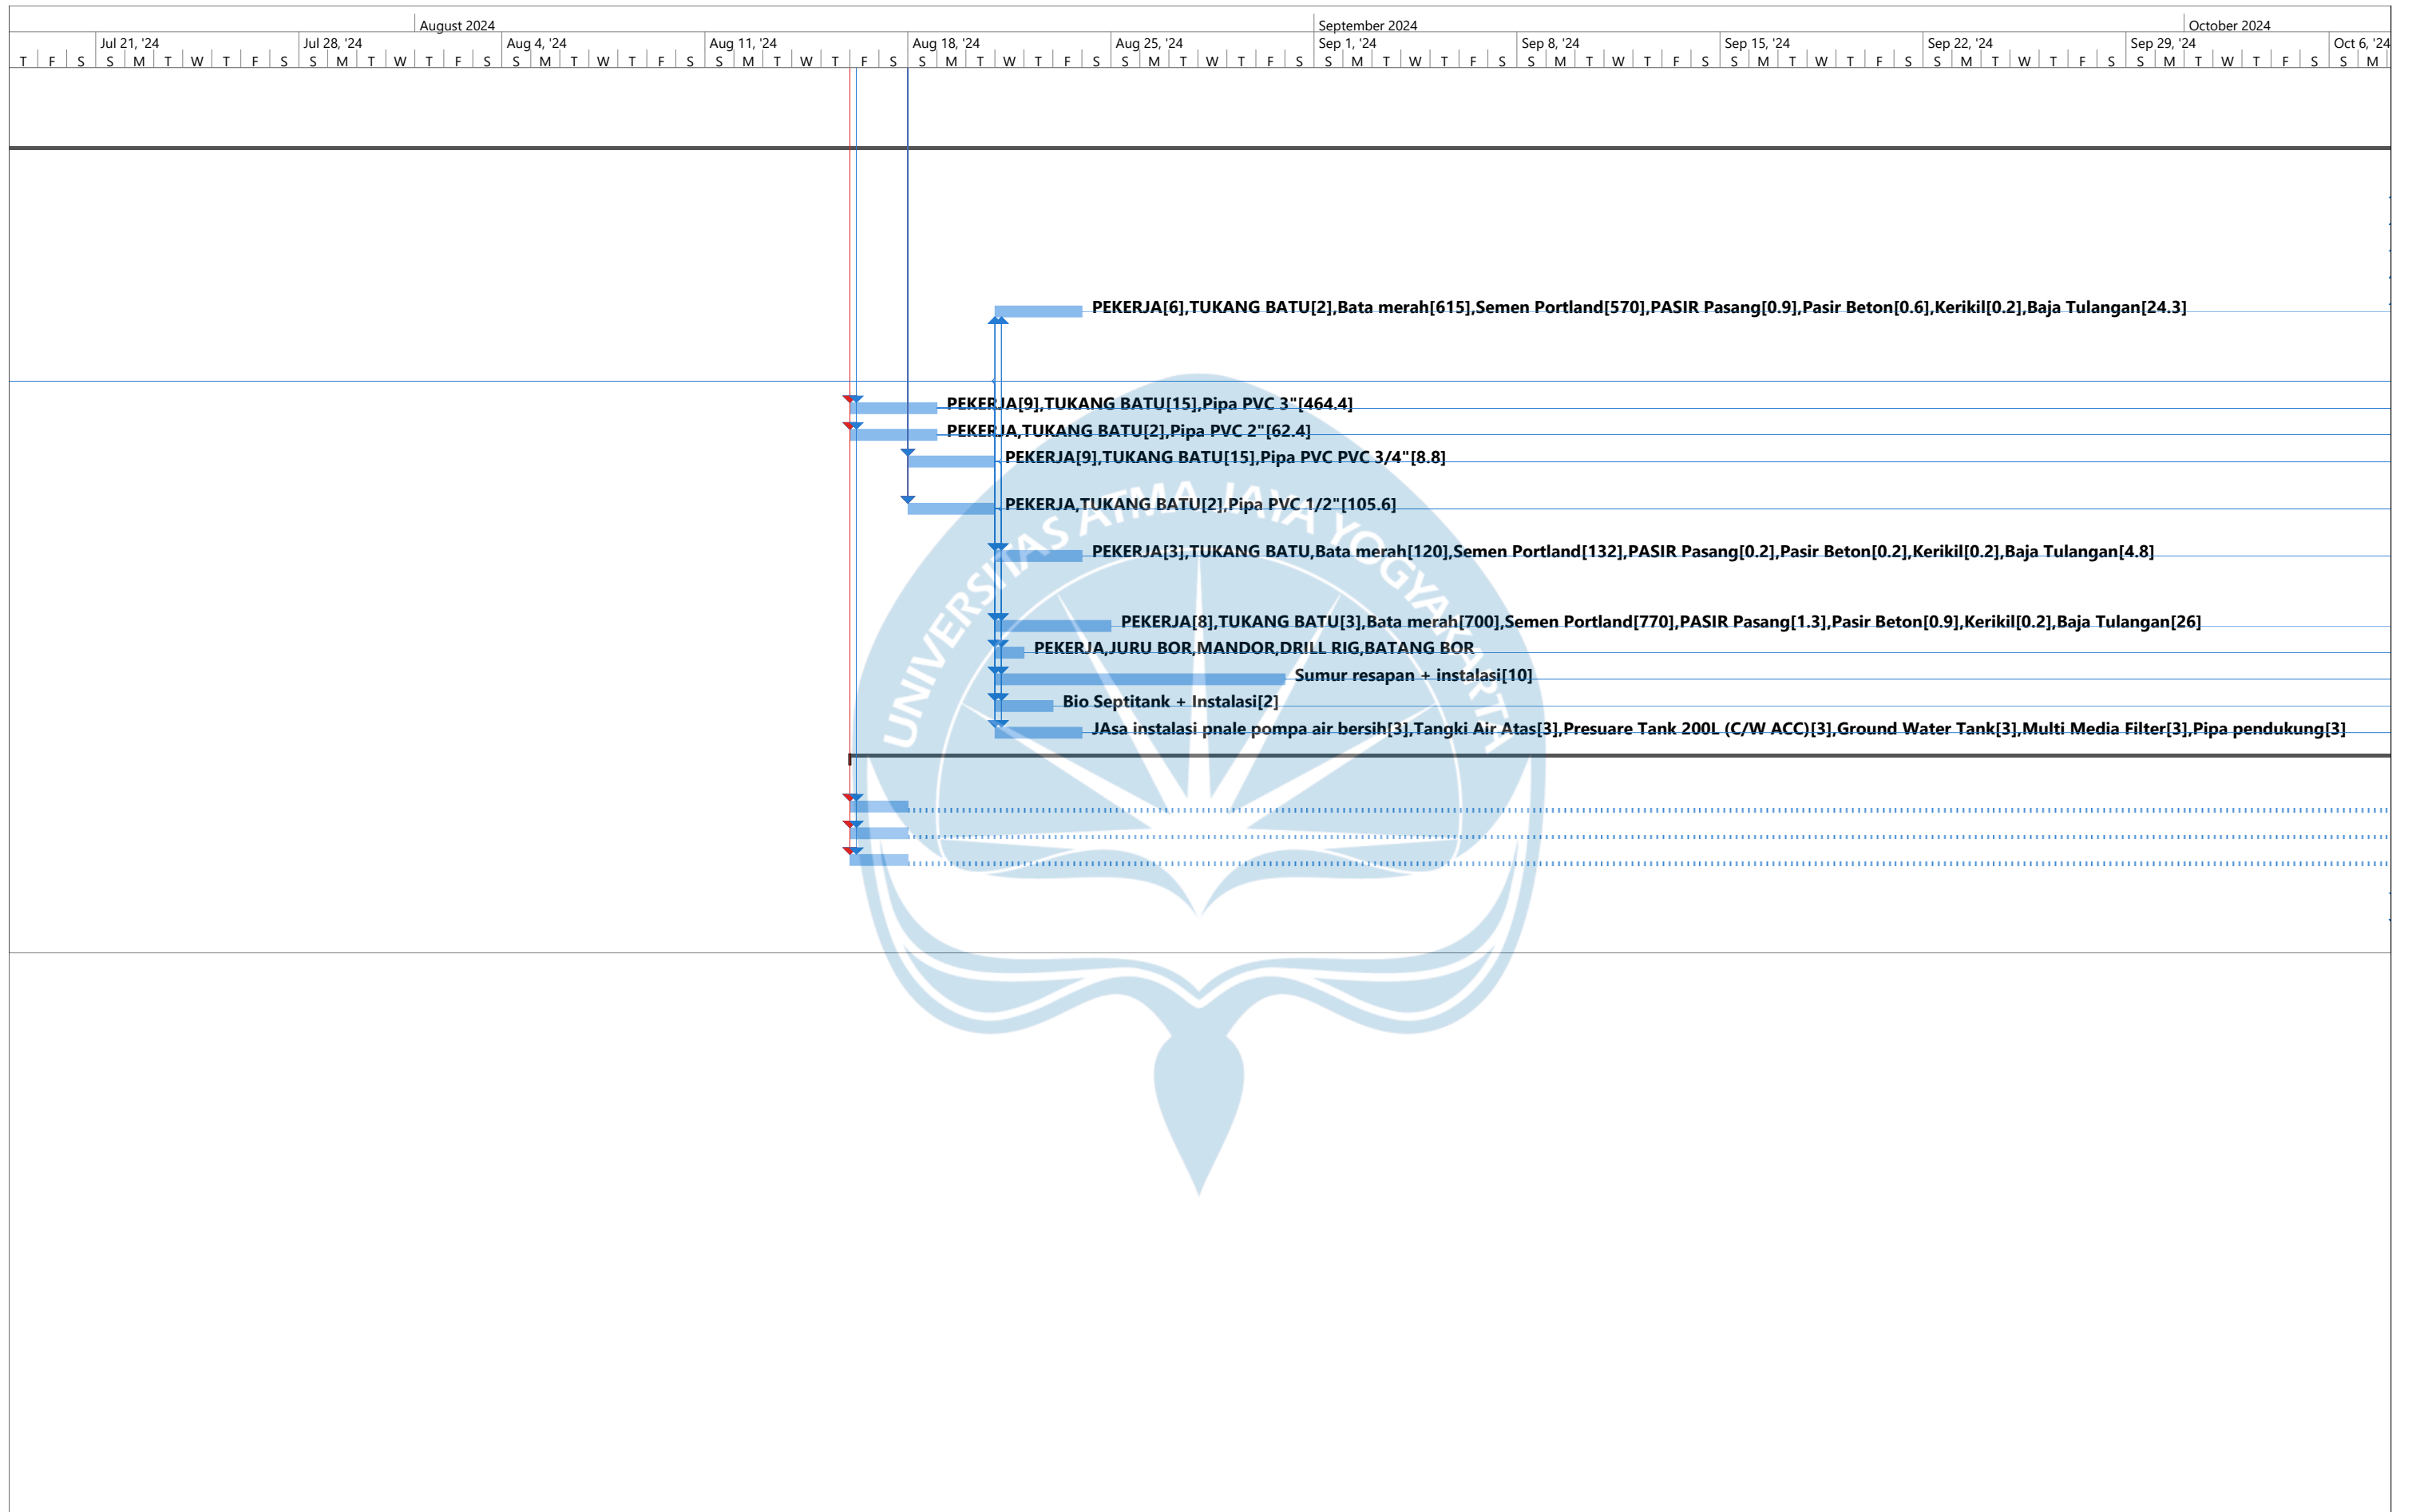 August 2024 September 2024 October 2024
Jul 21, '24 Jul 28, '24 Aug 4, '24 Aug 11, '24 Aug 18, '24 Aug 25, '24 Sep 1, '24 Sep 8, '24 Sep 15, '24 Sep 22, '24 Sep 29, '24 Oct 6, '24
T F S S M T W T F S S M T W T F S S M T W T F S S M T W T F S S M T W T F S S M T W T F S S M T W T F S S M T W T F S S M T W T F S S M T W T F S S M T W T F S S M
PEKERJA[6],TUKANG BATU[2],Bata merah[615],Semen Portland[570],PASIR Pasang[0.9],Pasir Beton[0.6],Kerikil[0.2],Baja Tulangan[24.3]
PEKERJA[9],TUKANG BATU[15],Pipa PVC 3"[464.4]
PEKERJA,TUKANG BATU[2],Pipa PVC 2"[62.4]
PEKERJA[9],TUKANG BATU[15],Pipa PVC PVC 3/4"[8.8]
PEKERJA,TUKANG BATU[2],Pipa PVC 1/2"[105.6]
UNIVERSITAS ATMA JAYA YOGYAKARTA
PEKERJA[3],TUKANG BATU,Bata merah[120],Semen Portland[132],PASIR Pasang[0.2],Pasir Beton[0.2],Kerikil[0.2],Baja Tulangan[4.8]
PEKERJA[8],TUKANG BATU[3],Bata merah[700],Semen Portland[770],PASIR Pasang[1.3],Pasir Beton[0.9],Kerikil[0.2],Baja Tulangan[26]
PEKERJA,JURU BOR,MANDOR,DRILL RIG,BATANG BOR
Sumur resapan + instalasi[10]
Bio Septitank + Instalasi[2]
JAsa instalasi pnale pompa air bersih[3],Tangki Air Atas[3],Presuare Tank 200L (C/W ACC)[3],Ground Water Tank[3],Multi Media Filter[3],Pipa pendukung[3]